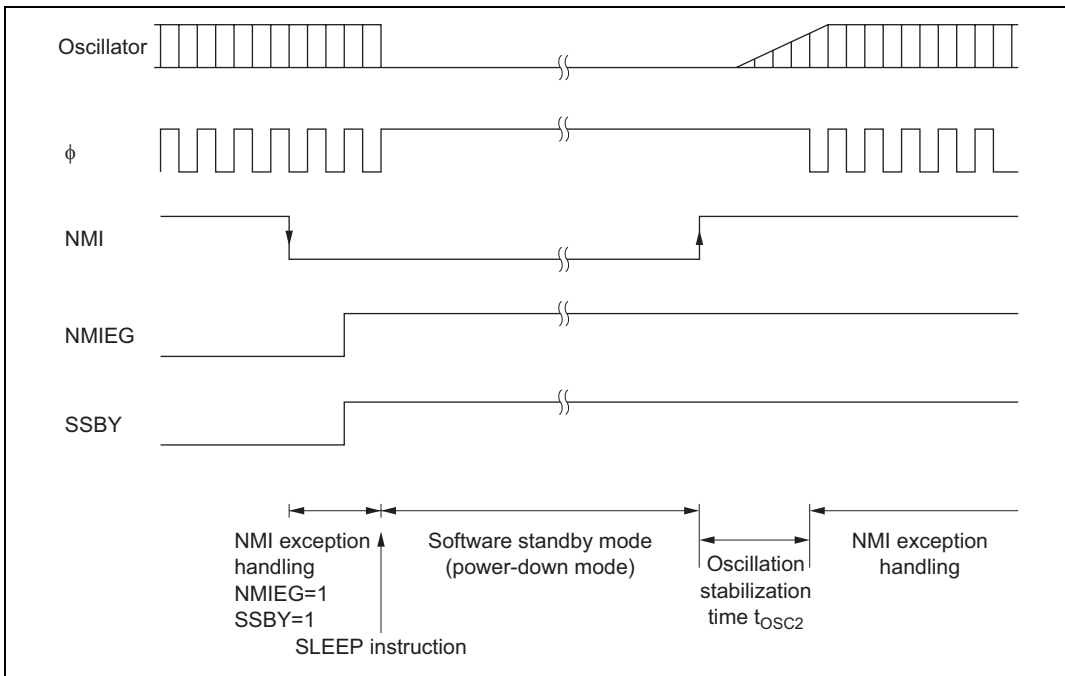 Oscillator
ϕ
NMI
NMIEG
SSBY
NMI exception
handling
NMIEG=1
SSBY=1
SLEEP instruction
Software standby mode
(power-down mode)
Oscillation
stabilization
time tOSC2
NMI exception
handling